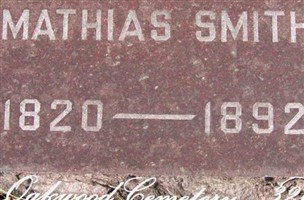 MATHIAS SMITH
1820 — 1892
Oakwood Cemetery